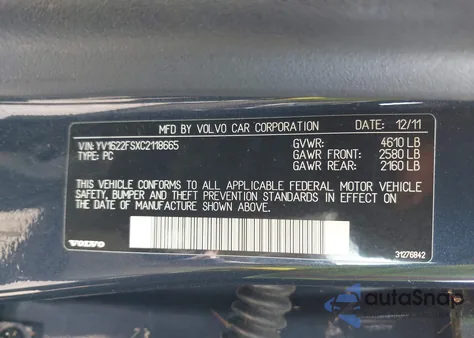 MFD. BY VOLVO CAR CORPORATION DATE: 12/11
VIN: YV1622FSXC2118665 GVWR: 4610 LB
TYPE: PC GAWR FRONT: 2580 LB
GAWR REAR: 2160 LB
THIS VEHICLE CONFORMS TO ALL APPLICABLE FEDERAL MOTOR VEHICLE
SAFETY, BUMPER AND THEFT PREVENTION STANDARDS IN EFFECT ON
THE DATE OF MANUFACTURE SHOWN ABOVE.
VOLVO 31276842
autoSnap